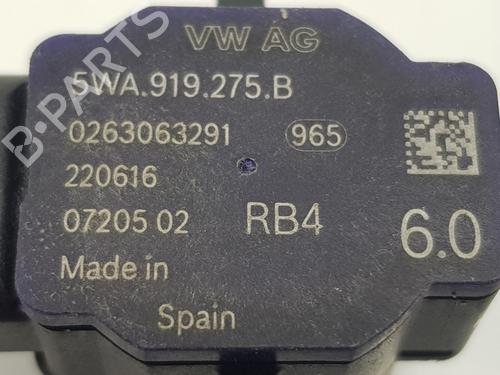 VW AG
5WA.919.275.B
0263063291 965
220616
07205 02 RB4 6.0
Made in
Spain
B-PARTS